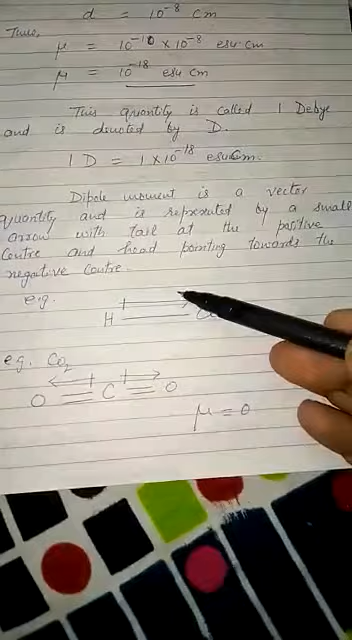 d = 10⁻⁸ cm
Thus,
μ = 10⁻¹⁰ × 10⁻⁸ esu cm
μ = 10⁻¹⁸ esu cm
This quantity is called 1 Debye
and is denoted by D.
1 D = 1 × 10⁻¹⁸ esu cm.
Dipole moment is a vector
quantity and is represented by a small
arrow with tail at the positive
centre and head pointing towards the
negative centre.
e.g.
H
e.g. CO₂
O = C = O
μ = 0